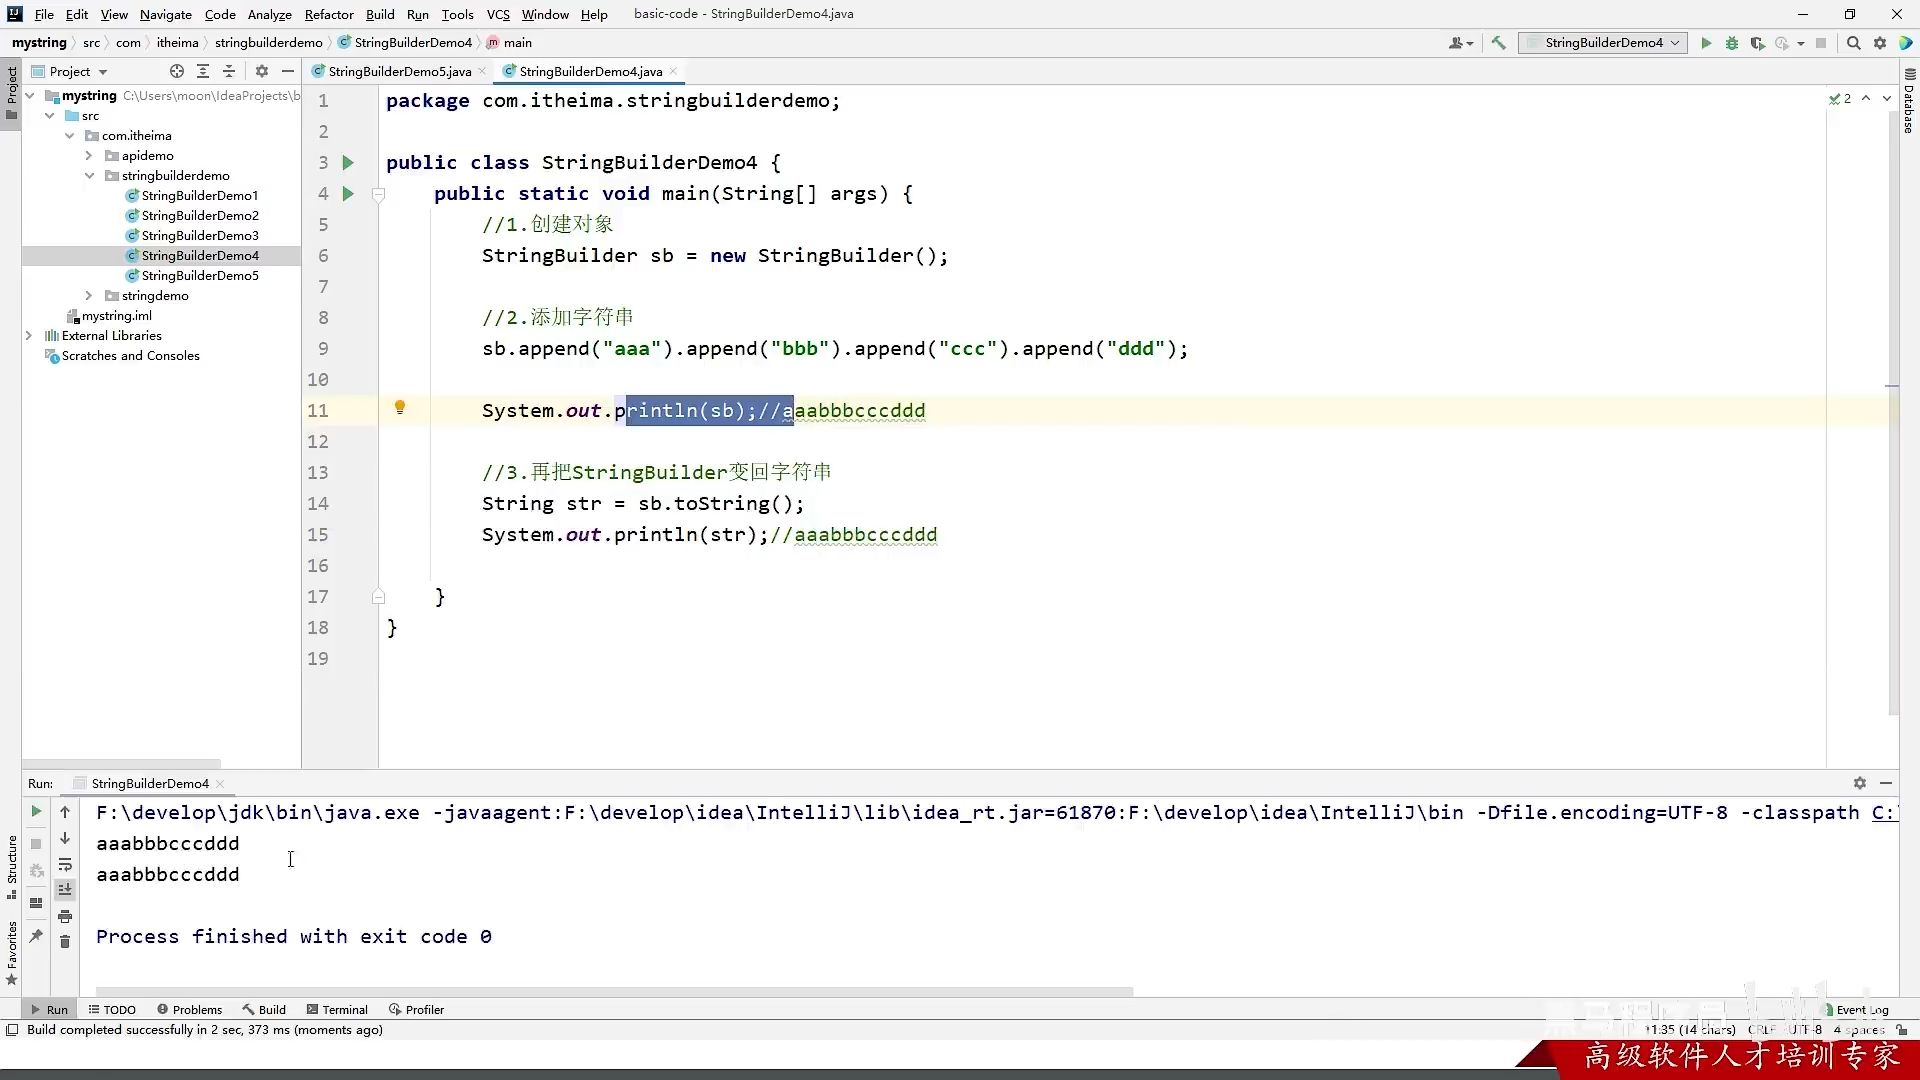 File Edit View Navigate Code Analyze Refactor Build Run Tools VCS Window Help basic-code - StringBuilderDemo4.java
mystring src com itheima stringbuilderdemo StringBuilderDemo4 main
StringBuilderDemo4
Project
StringBuilderDemo5.java
StringBuilderDemo4.java
Project
Database
mystring C:\Users\moon\IdeaProjects\b
src
com.itheima
apidemo
stringbuilderdemo
StringBuilderDemo1
StringBuilderDemo2
StringBuilderDemo3
StringBuilderDemo4
StringBuilderDemo5
stringdemo
mystring.iml
External Libraries
Scratches and Consoles
2
1 package com.itheima.stringbuilderdemo;
2
3 public class StringBuilderDemo4 {
4 public static void main(String[] args) {
5 //1.创建对象
6 StringBuilder sb = new StringBuilder();
7
8 //2.添加字符串
9 sb.append("aaa").append("bbb").append("ccc").append("ddd");
10
11 System.out.println(sb);//aaabbbcccddd
12
13 //3.再把StringBuilder变回字符串
14 String str = sb.toString();
15 System.out.println(str);//aaabbbcccddd
16
17 }
18 }
19
Run: StringBuilderDemo4
F:\develop\jdk\bin\java.exe -javaagent:F:\develop\idea\IntelliJ\lib\idea_rt.jar=61870:F:\develop\idea\IntelliJ\bin -Dfile.encoding=UTF-8 -classpath C:\
aaabbbcccddd
aaabbbcccddd
Process finished with exit code 0
Structure
Favorites
Run TODO Problems Build Terminal Profiler
Event Log
Build completed successfully in 2 sec, 373 ms (moments ago)
11:35 (14 chars) CRLF UTF-8 4 spaces
高级软件人才培训专家